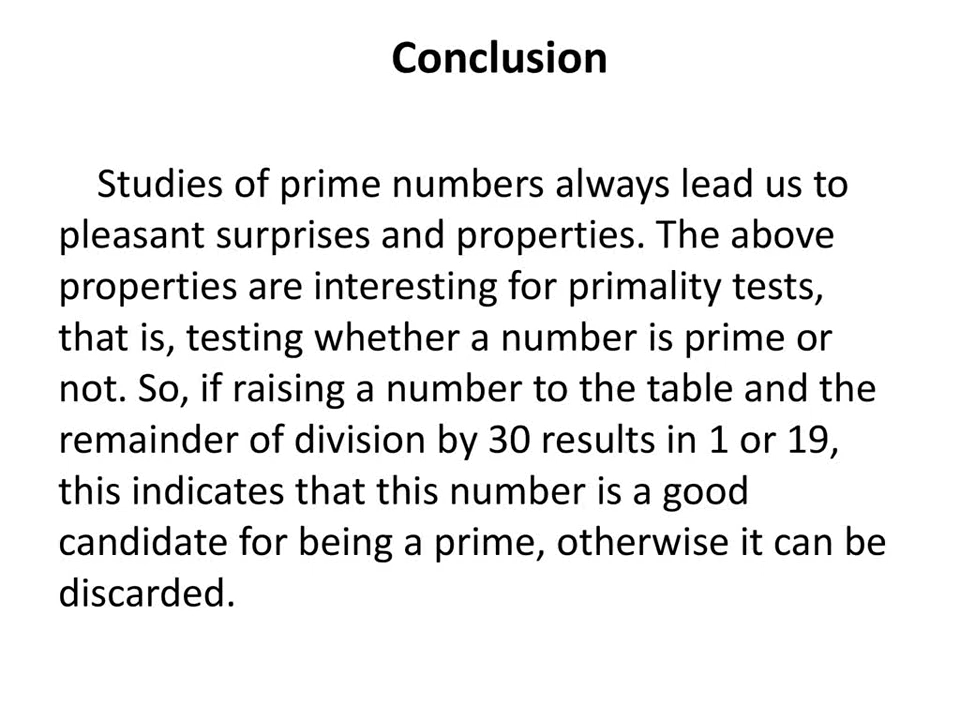 Conclusion
Studies of prime numbers always lead us to
pleasant surprises and properties. The above
properties are interesting for primality tests,
that is, testing whether a number is prime or
not. So, if raising a number to the table and the
remainder of division by 30 results in 1 or 19,
this indicates that this number is a good
candidate for being a prime, otherwise it can be
discarded.